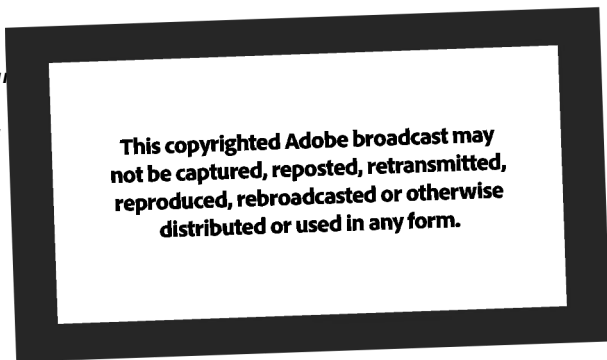 This copyrighted Adobe broadcast may
not be captured, reposted, retransmitted,
reproduced, rebroadcasted or otherwise
distributed or used in any form.